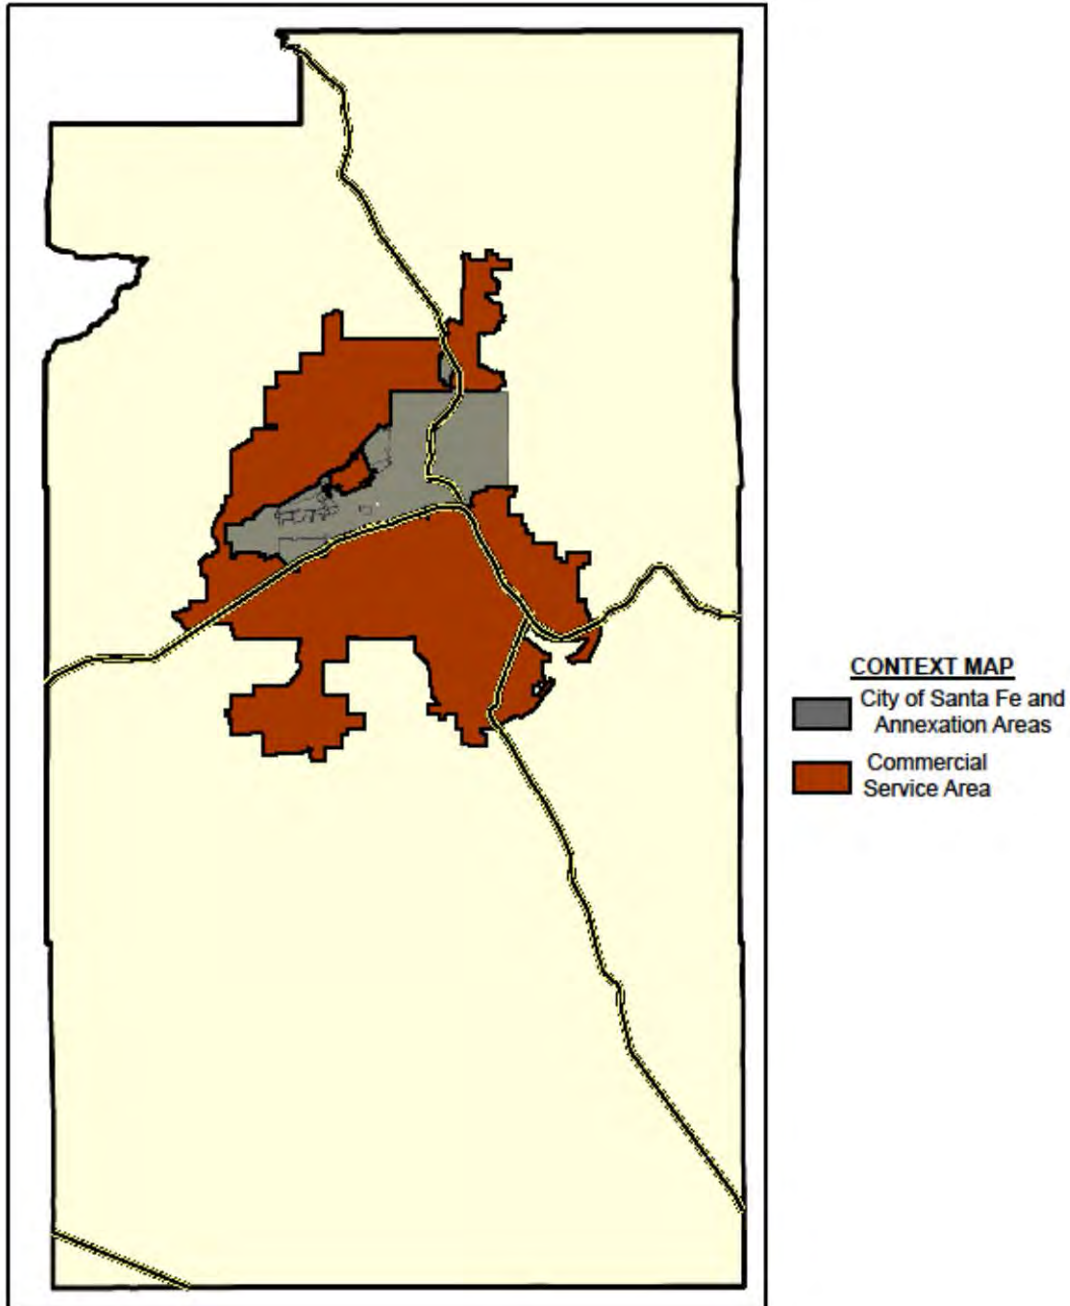 CONTEXT MAP
City of Santa Fe and
Annexation Areas
Commercial
Service Area